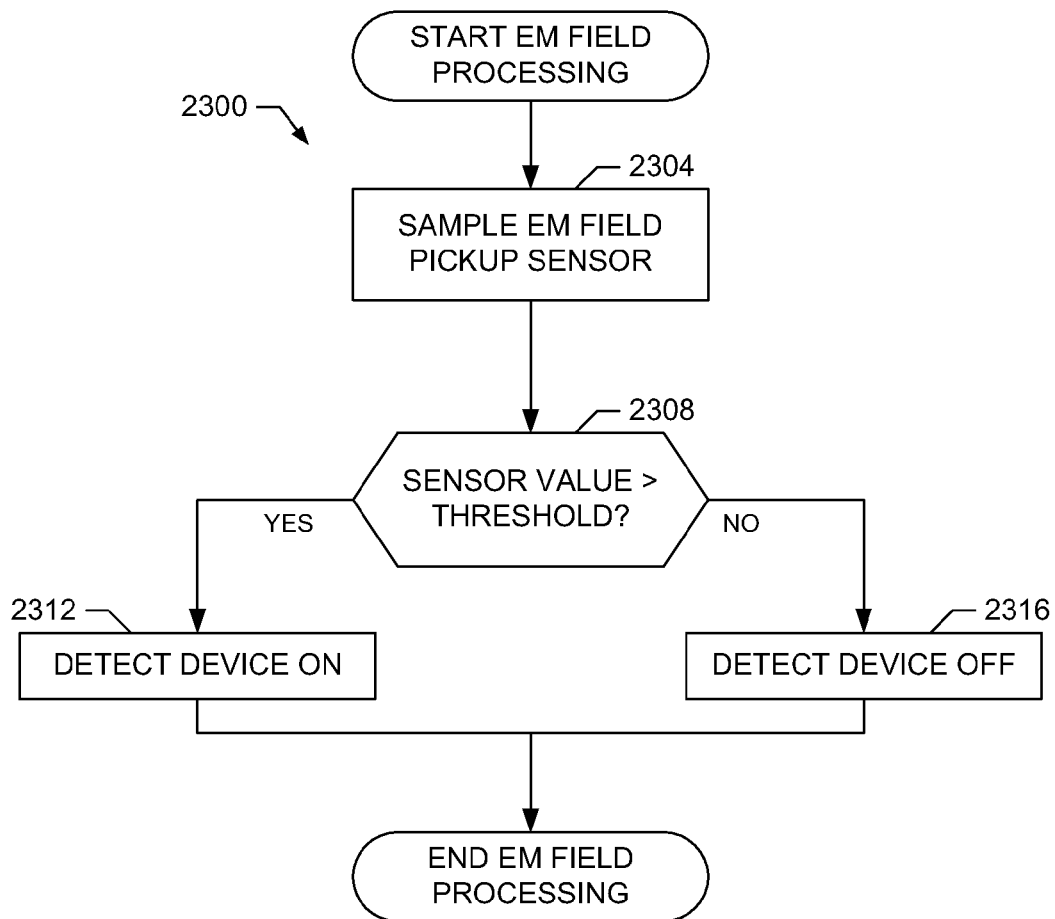 START EM FIELD
PROCESSING
2300
2304
SAMPLE EM FIELD
PICKUP SENSOR
2308
SENSOR VALUE >
THRESHOLD?
YES
NO
2312
2316
DETECT DEVICE ON
DETECT DEVICE OFF
END EM FIELD
PROCESSING